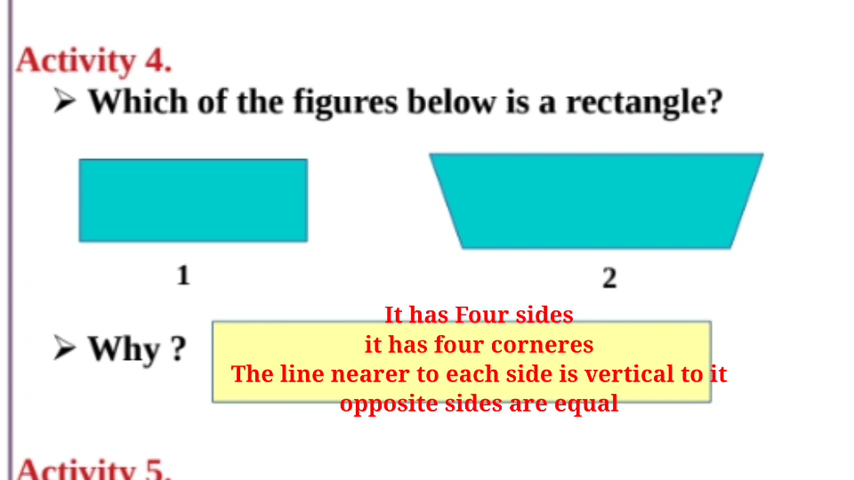 Activity 4.
➢ Which of the figures below is a rectangle?
1
2
It has Four sides
➢ Why ?
it has four corneres
The line nearer to each side is vertical to it
opposite sides are equal
Activity 5.